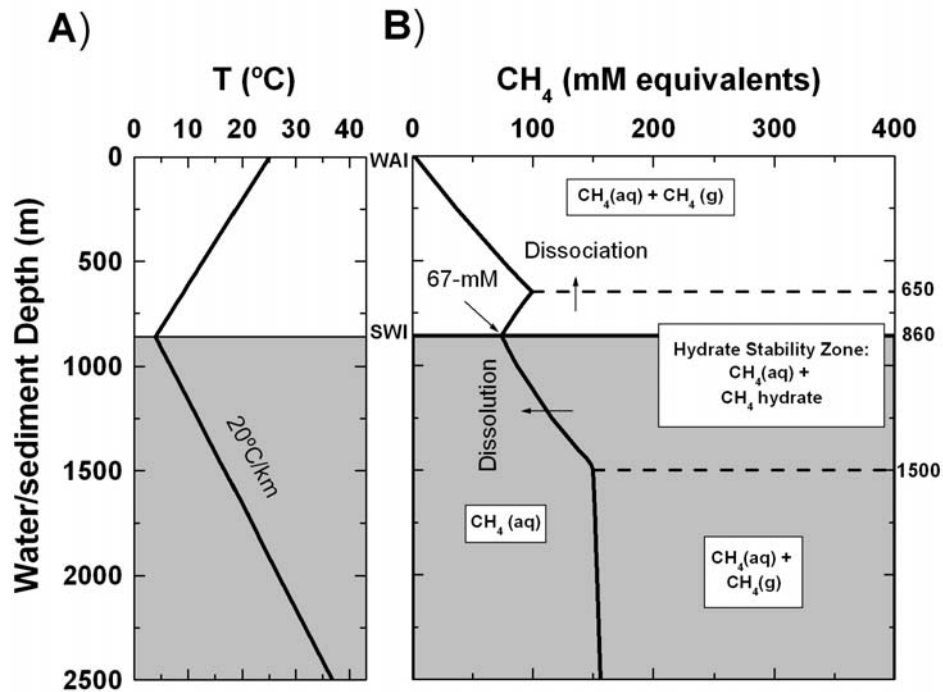 A)
B)
T (ºC)
CH₄ (mM equivalents)
0 10 20 30 40
0 100 200 300 400
Water/sediment Depth (m)
0
500
1000
1500
2000
2500
20ºC/km
WAI
SWI
CH₄(aq) + CH₄ (g)
Dissociation
67-mM
650
860
Hydrate Stability Zone:
CH₄(aq) +
CH₄ hydrate
Dissolution
1500
CH₄ (aq)
CH₄(aq) +
CH₄(g)